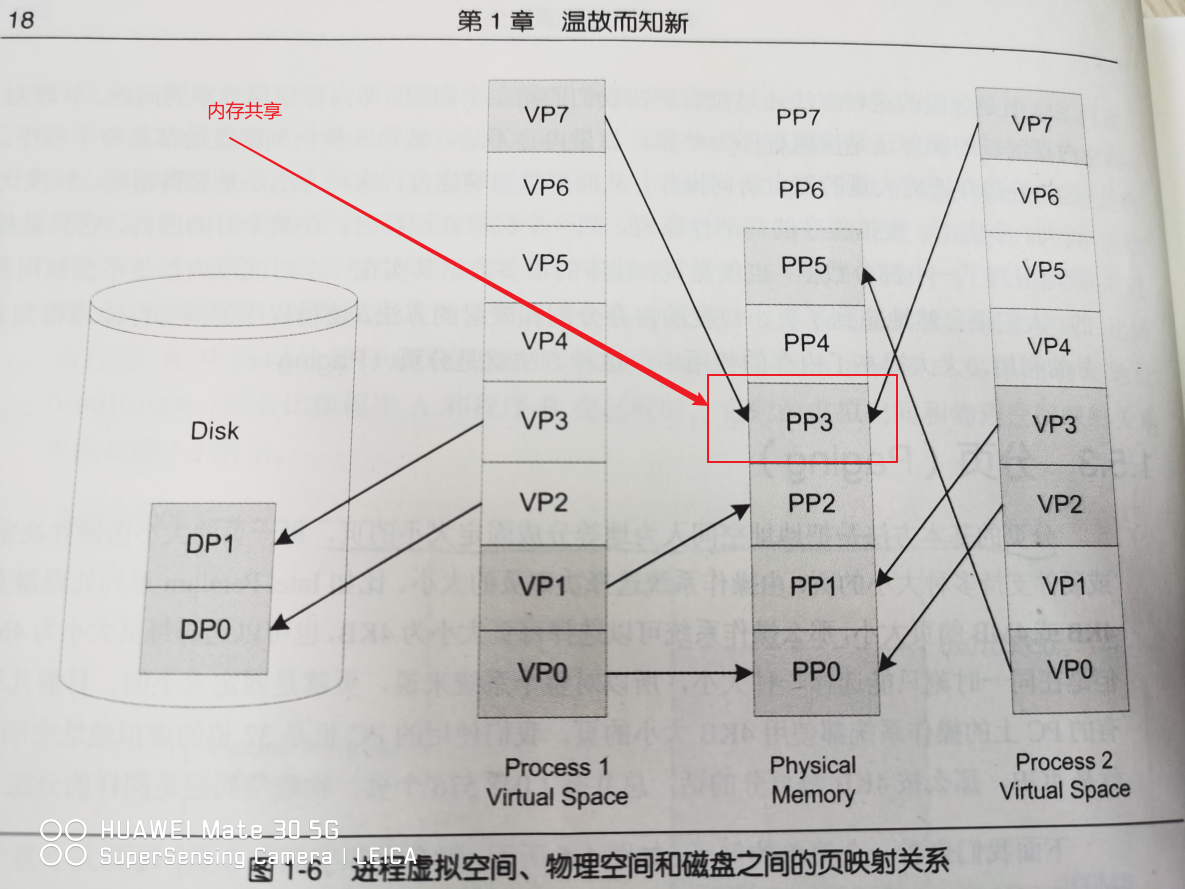 18
第 1 章 温故而知新
内存共享
VP7
PP7
VP7
VP6
PP6
VP6
VP5
PP5
VP5
VP4
PP4
VP4
Disk
VP3
PP3
VP3
DP1
VP2
PP2
VP2
DP0
VP1
PP1
VP1
VP0
PP0
VP0
Process 1
Virtual Space
Physical
Memory
Process 2
Virtual Space
HUAWEI Mate 30 5G
SuperSensing Camera | LEICA
图 1-6 进程虚拟空间、物理空间和磁盘之间的页映射关系